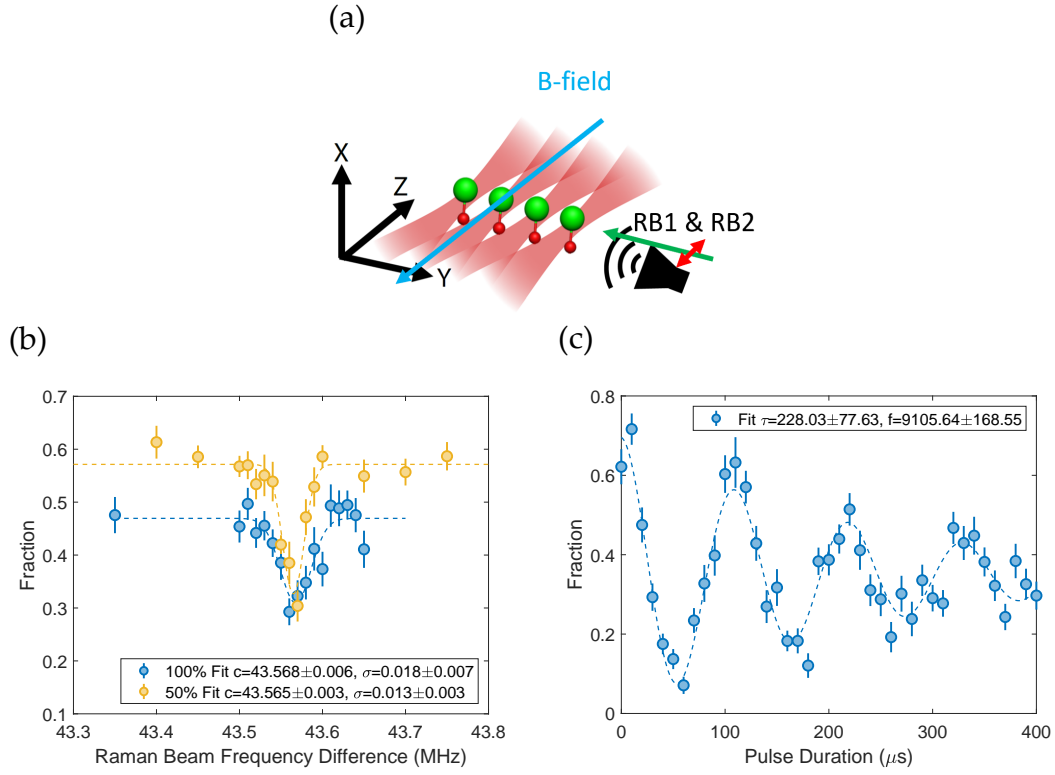 (a)
B-field
X
Z
Y
RB1 & RB2
(b)
0.7
0.6
0.5
0.4
0.3
0.2
0.1
Fraction
100% Fit c=43.568±0.006, σ=0.018±0.007
50% Fit c=43.565±0.003, σ=0.013±0.003
43.3 43.4 43.5 43.6 43.7 43.8
Raman Beam Frequency Difference (MHz)
(c)
0.8
0.6
0.4
0.2
0
Fraction
Fit τ=228.03±77.63, f=9105.64±168.55
0 100 200 300 400
Pulse Duration (μs)